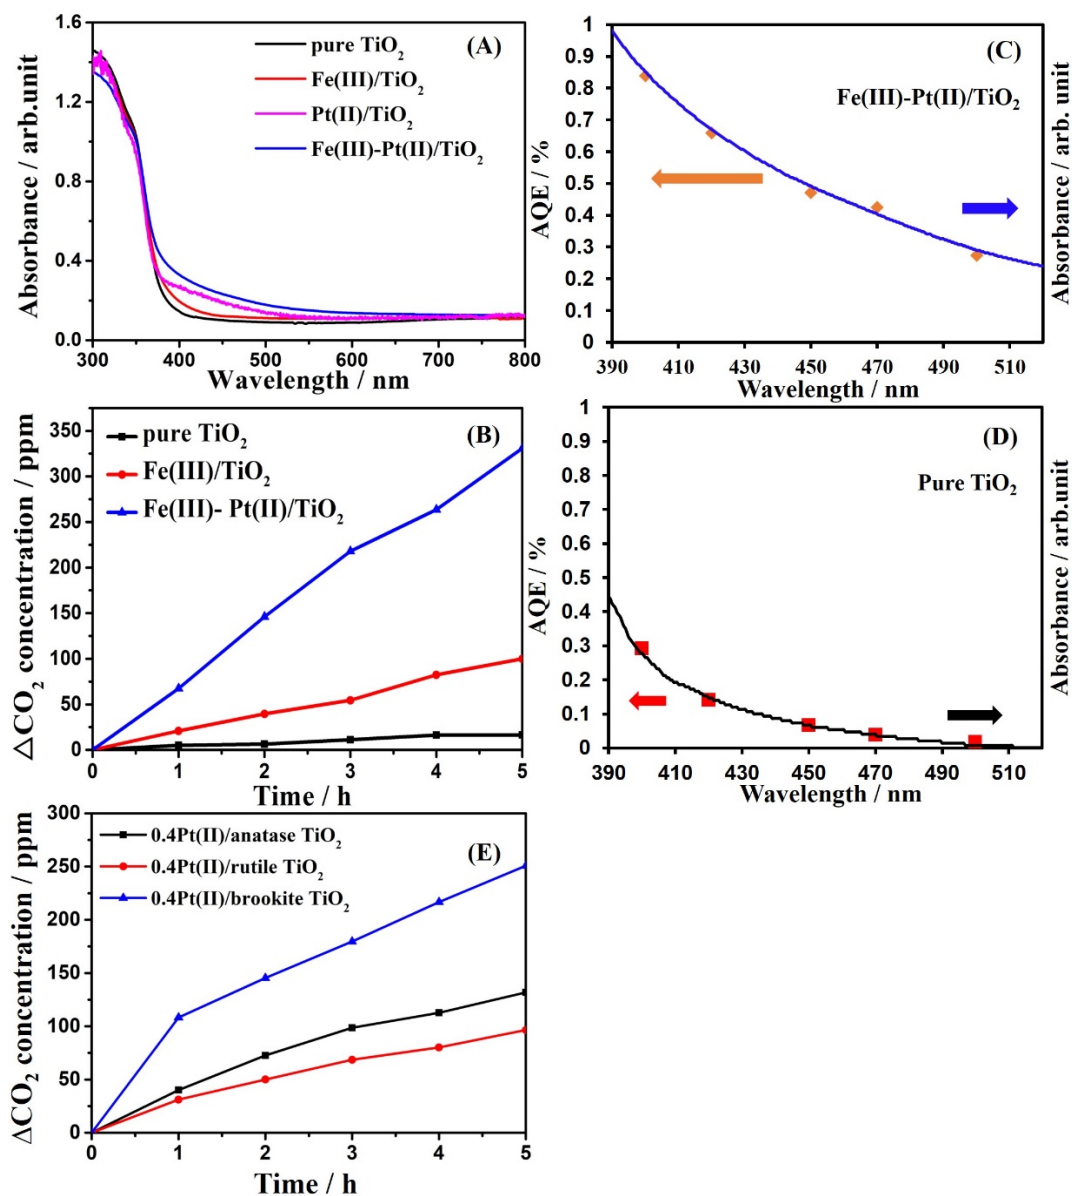 1.6
1.2
0.8
0.4
0.0
300
400
500
600
700
800
Absorbance / arb.unit
Wavelength / nm
(A)
pure TiO₂
Fe(III)/TiO₂
Pt(II)/TiO₂
Fe(III)-Pt(II)/TiO₂
1
0.9
0.8
0.7
0.6
0.5
0.4
0.3
0.2
0.1
0
390
410
430
450
470
490
510
AQE / %
Wavelength / nm
Absorbance / arb. unit
(C)
Fe(III)-Pt(II)/TiO₂
350
300
250
200
150
100
50
0
0
1
2
3
4
5
△CO₂ concentration / ppm
Time / h
(B)
pure TiO₂
Fe(III)/TiO₂
Fe(III)- Pt(II)/TiO₂
1
0.9
0.8
0.7
0.6
0.5
0.4
0.3
0.2
0.1
0
390
410
430
450
470
490
510
AQE / %
Wavelength / nm
Absorbance / arb.unit
(D)
Pure TiO₂
300
250
200
150
100
50
0
0
1
2
3
4
5
△CO₂ concentration / ppm
Time / h
(E)
0.4Pt(II)/anatase TiO₂
0.4Pt(II)/rutile TiO₂
0.4Pt(II)/brookite TiO₂